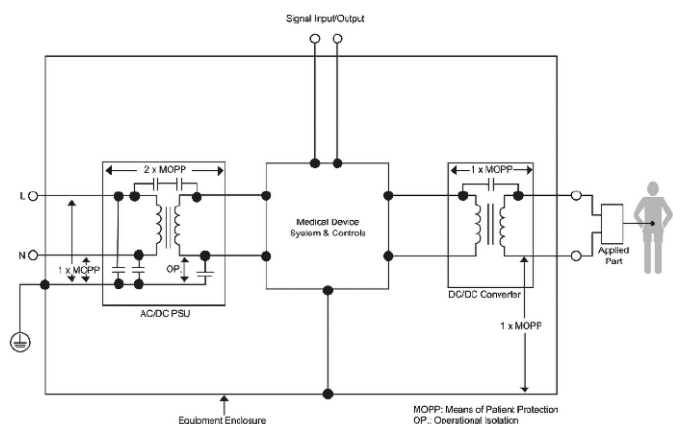 Signal Input/Output
2 x MOPP
1 x MOPP
L
Medical Device
System & Controls
Applied
Part
N
1 x MOPP
OP.
DC/DC Converter
AC/DC PSU
1 x MOPP
MOPP: Means of Patient Protection
Equipment Enclosure
OP.: Operational Isolation